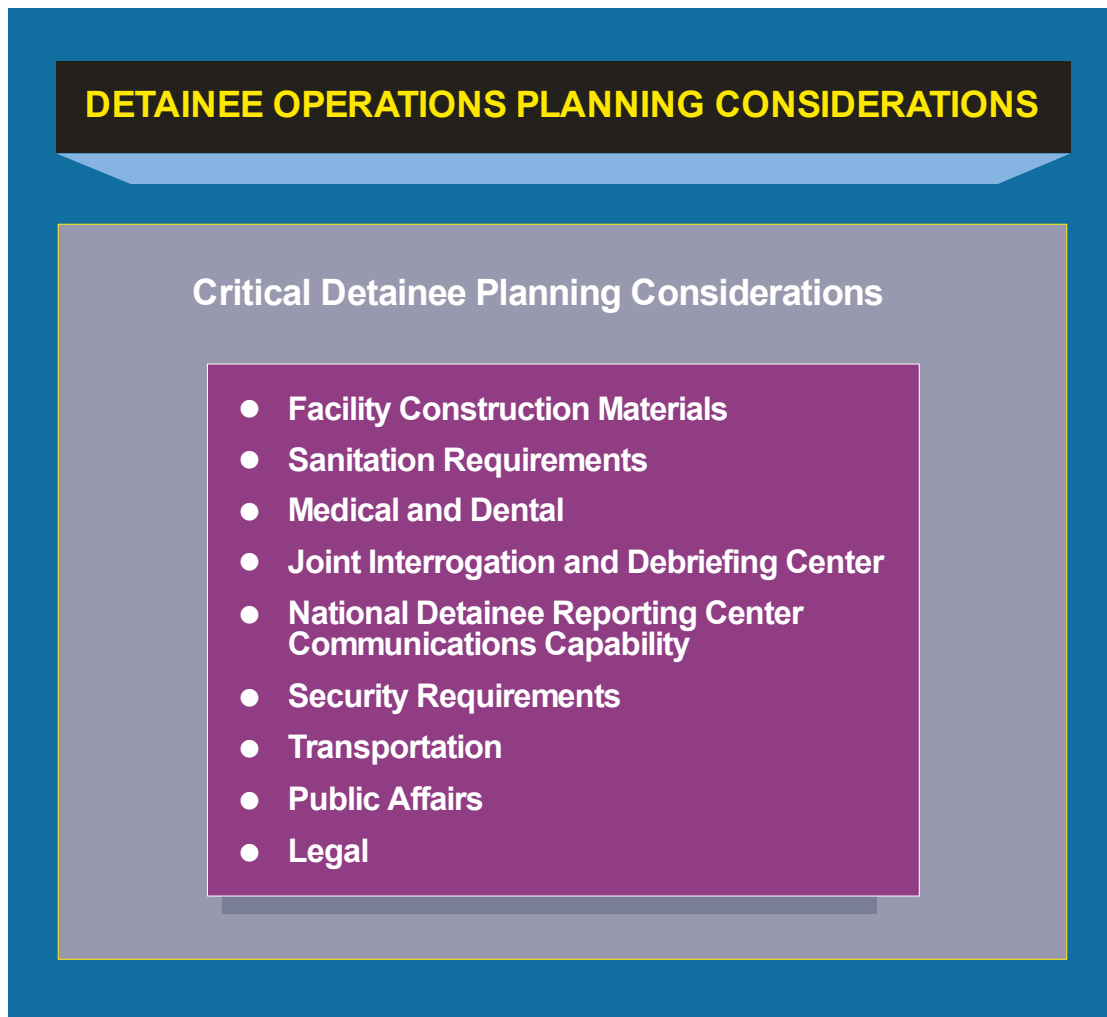 DETAINEE OPERATIONS PLANNING CONSIDERATIONS
Critical Detainee Planning Considerations
● Facility Construction Materials
● Sanitation Requirements
● Medical and Dental
● Joint Interrogation and Debriefing Center
● National Detainee Reporting Center
Communications Capability
● Security Requirements
● Transportation
● Public Affairs
● Legal